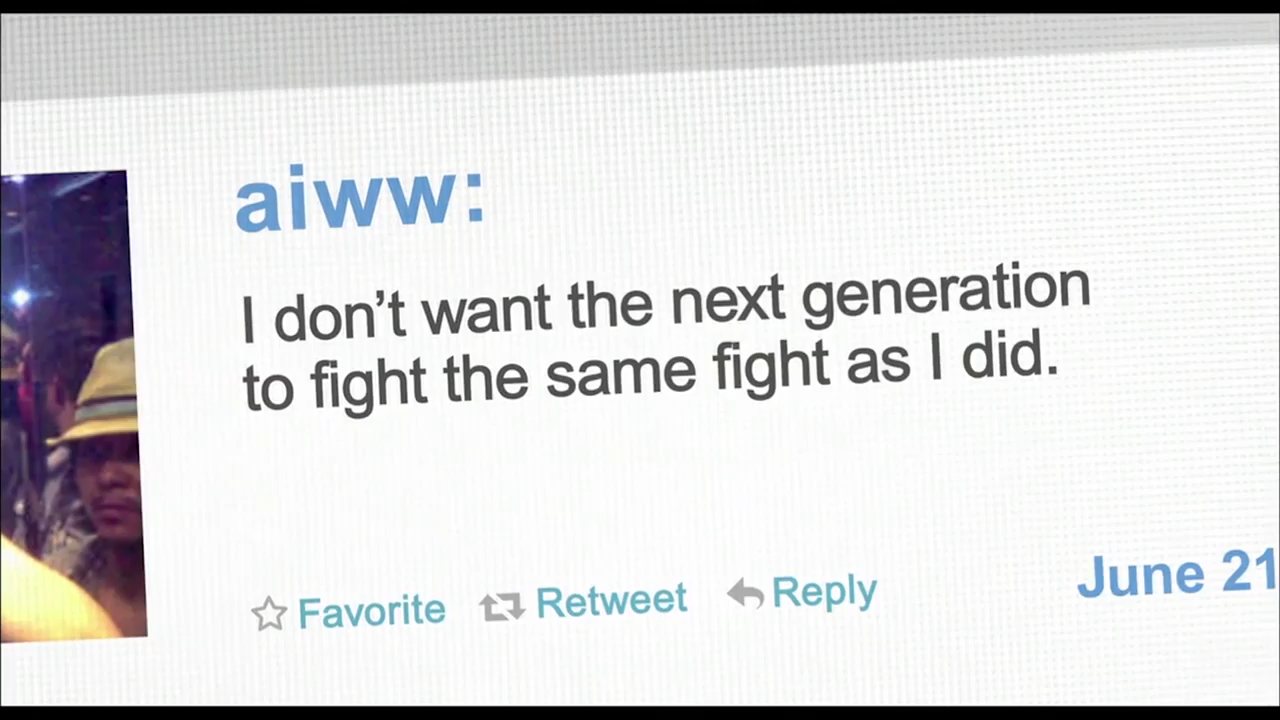 aiww:
I don't want the next generation
to fight the same fight as I did.
Favorite Retweet Reply
June 21